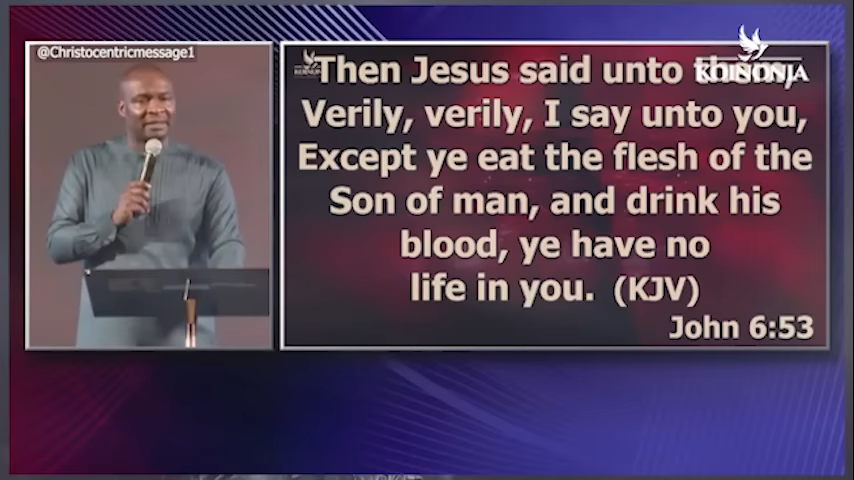 @Christocentricmessage1
KOINONIA
Then Jesus said unto
Verily, verily, I say unto you,
Except ye eat the flesh of the
Son of man, and drink his
blood, ye have no
life in you. (KJV)
John 6:53